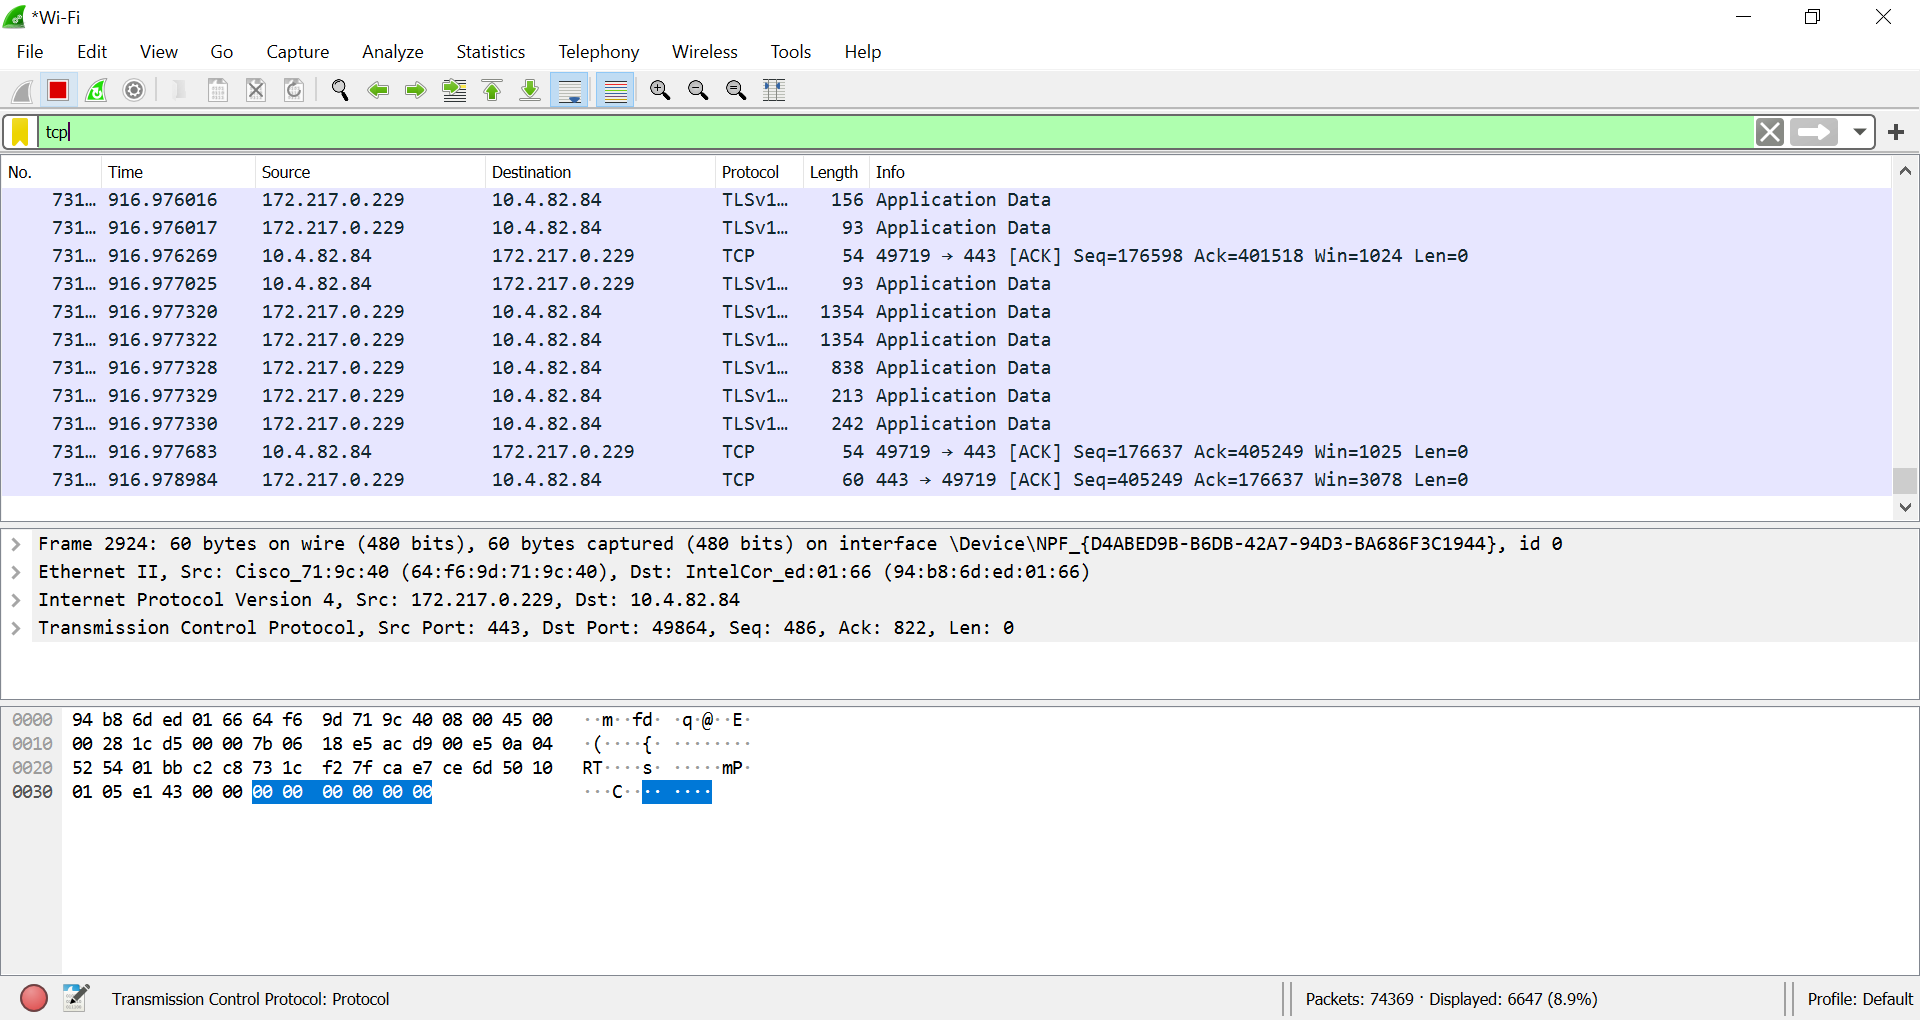 *Wi-Fi
File Edit View Go Capture Analyze Statistics Telephony Wireless Tools Help
tcp
No. Time Source Destination Protocol Length Info
731… 916.976016 172.217.0.229 10.4.82.84 TLSv1… 156 Application Data
731… 916.976017 172.217.0.229 10.4.82.84 TLSv1… 93 Application Data
731… 916.976269 10.4.82.84 172.217.0.229 TCP 54 49719 → 443 [ACK] Seq=176598 Ack=401518 Win=1024 Len=0
731… 916.977025 10.4.82.84 172.217.0.229 TLSv1… 93 Application Data
731… 916.977320 172.217.0.229 10.4.82.84 TLSv1… 1354 Application Data
731… 916.977322 172.217.0.229 10.4.82.84 TLSv1… 1354 Application Data
731… 916.977328 172.217.0.229 10.4.82.84 TLSv1… 838 Application Data
731… 916.977329 172.217.0.229 10.4.82.84 TLSv1… 213 Application Data
731… 916.977330 172.217.0.229 10.4.82.84 TLSv1… 242 Application Data
731… 916.977683 10.4.82.84 172.217.0.229 TCP 54 49719 → 443 [ACK] Seq=176637 Ack=405249 Win=1025 Len=0
731… 916.978984 172.217.0.229 10.4.82.84 TCP 60 443 → 49719 [ACK] Seq=405249 Ack=176637 Win=3078 Len=0
Frame 2924: 60 bytes on wire (480 bits), 60 bytes captured (480 bits) on interface \Device\NPF_{D4ABED9B-B6DB-42A7-94D3-BA686F3C1944}, id 0
Ethernet II, Src: Cisco_71:9c:40 (64:f6:9d:71:9c:40), Dst: IntelCor_ed:01:66 (94:b8:6d:ed:01:66)
Internet Protocol Version 4, Src: 172.217.0.229, Dst: 10.4.82.84
Transmission Control Protocol, Src Port: 443, Dst Port: 49864, Seq: 486, Ack: 822, Len: 0
0000 94 b8 6d ed 01 66 64 f6 9d 71 9c 40 08 00 45 00 ··m··fd· ·q·@··E·
0010 00 28 1c d5 00 00 7b 06 18 e5 ac d9 00 e5 0a 04 ·(····{· ········
0020 52 54 01 bb c2 c8 73 1c f2 7f ca e7 ce 6d 50 10 RT····s· ·····mP·
0030 01 05 e1 43 00 00 00 00 00 00 00 00 ···C···· ····
Transmission Control Protocol: Protocol
Packets: 74369 · Displayed: 6647 (8.9%)
Profile: Default